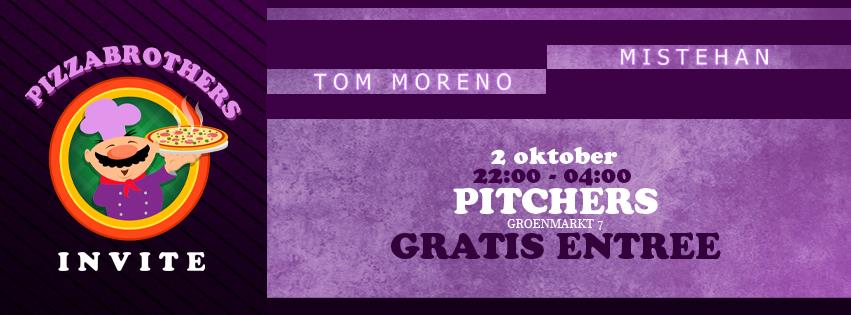 PIZZABROTHERS
INVITE
TOM MORENO
MISTEHAN
2 oktober
22:00 - 04:00
PITCHERS
GROENMARKT 7
GRATIS ENTREE